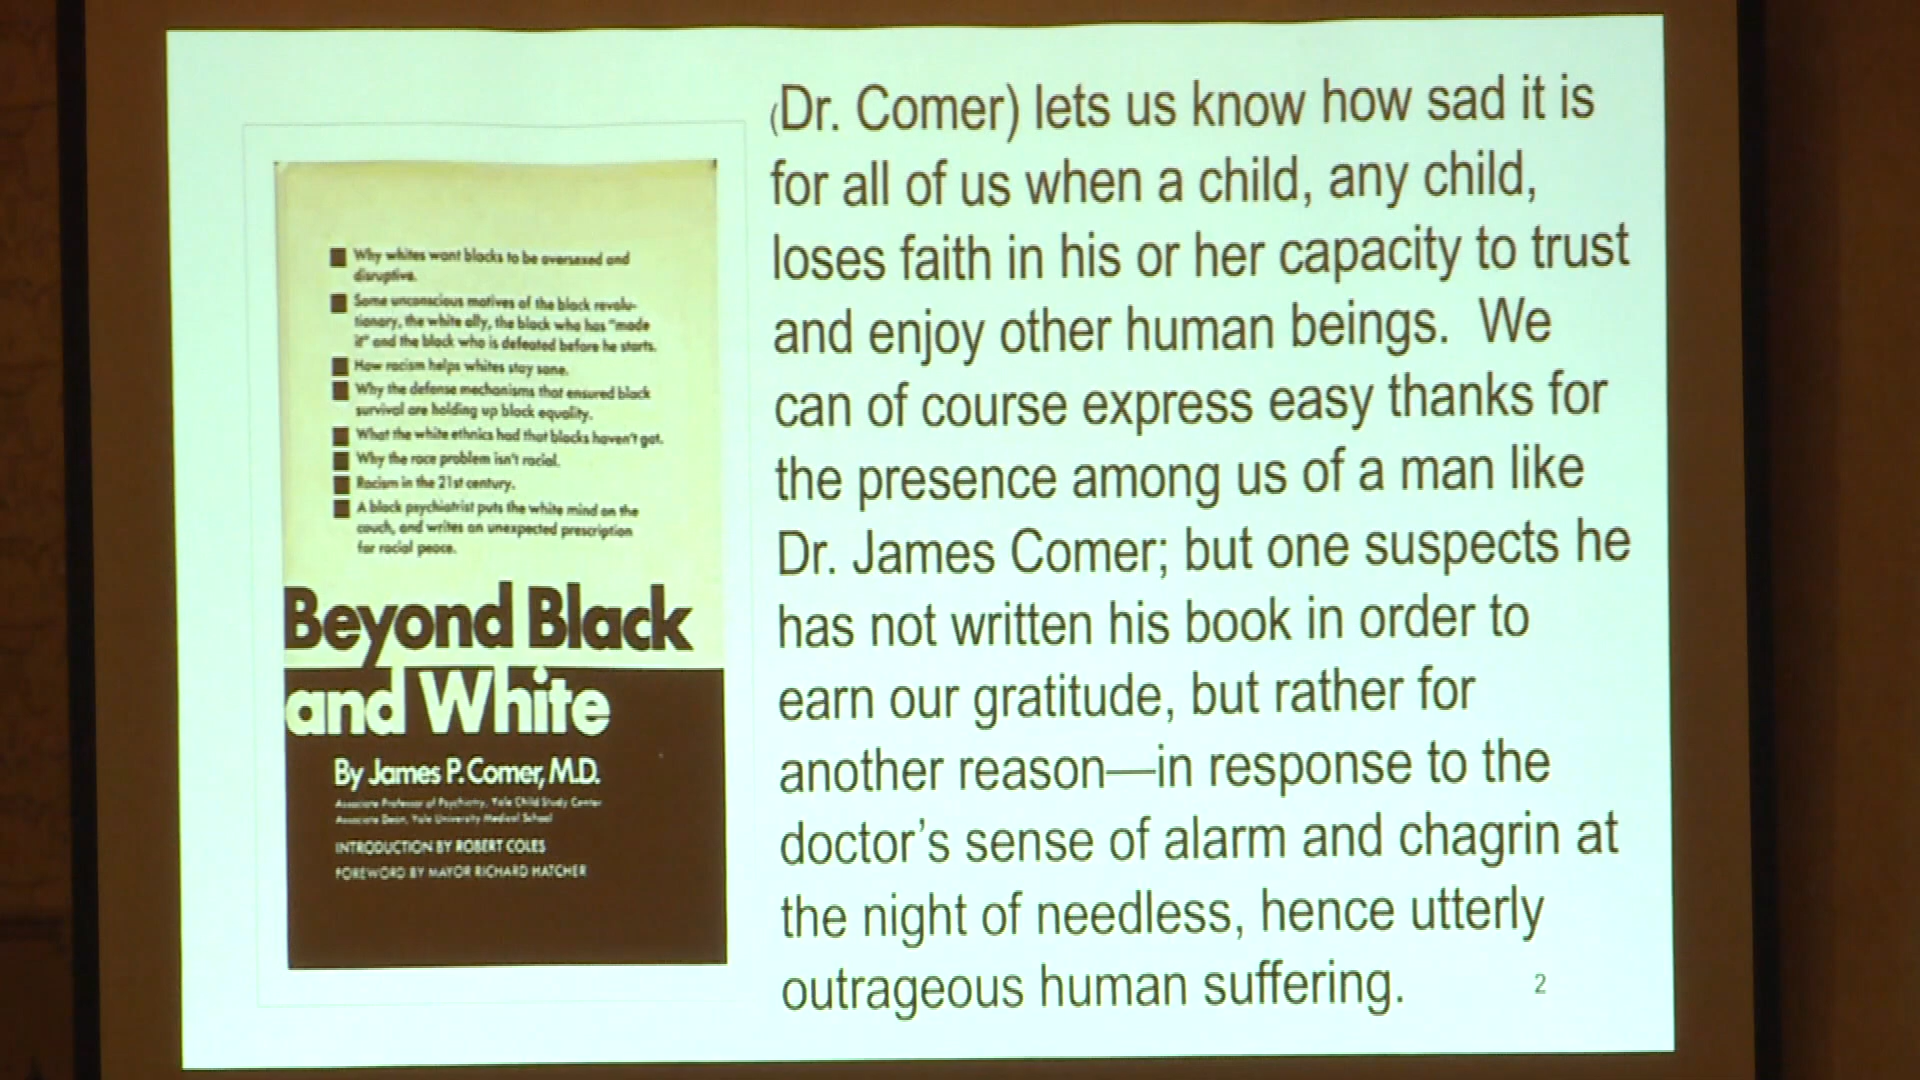 Why whites want blacks to be oversexed and
disruptive.
Some unconscious motives of the black revolu-
tionary, the white ally, the black who has "made
it" and the black who is defeated before he starts.
How racism helps whites stay sane.
Why the defense mechanisms that ensured black
survival are holding up black equality.
What the white ethnics had that blacks haven't got.
Why the race problem isn't racial.
Racism in the 21st century.
A black psychiatrist puts the white mind on the
couch, and writes an unexpected prescription
for racial peace.
Beyond Black
and White
By James P. Comer, M.D.
Associate Professor of Psychiatry, Yale Child Study Center
Associate Dean, Yale University Medical School
INTRODUCTION BY ROBERT COLES
FOREWORD BY MAYOR RICHARD HATCHER
(Dr. Comer) lets us know how sad it is
for all of us when a child, any child,
loses faith in his or her capacity to trust
and enjoy other human beings. We
can of course express easy thanks for
the presence among us of a man like
Dr. James Comer; but one suspects he
has not written his book in order to
earn our gratitude, but rather for
another reason—in response to the
doctor's sense of alarm and chagrin at
the night of needless, hence utterly
outrageous human suffering.
2